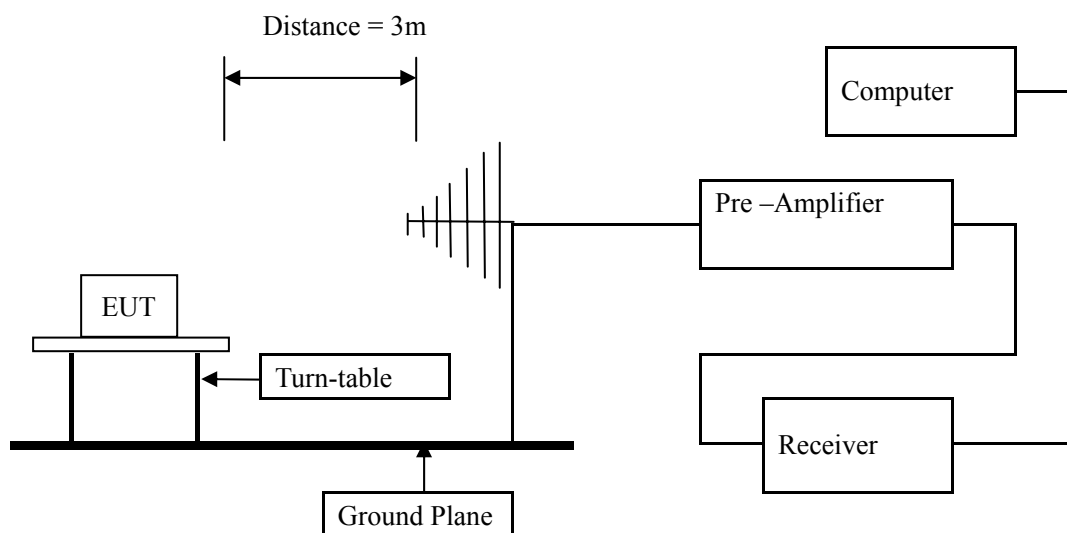 Distance = 3m
Computer
Pre –Amplifier
EUT
Turn-table
Receiver
Ground Plane